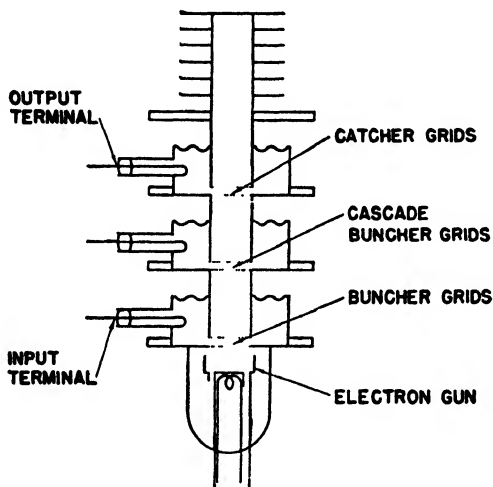 OUTPUT
TERMINAL
CATCHER GRIDS
CASCADE
BUNCHER GRIDS
BUNCHER GRIDS
INPUT
TERMINAL
ELECTRON GUN